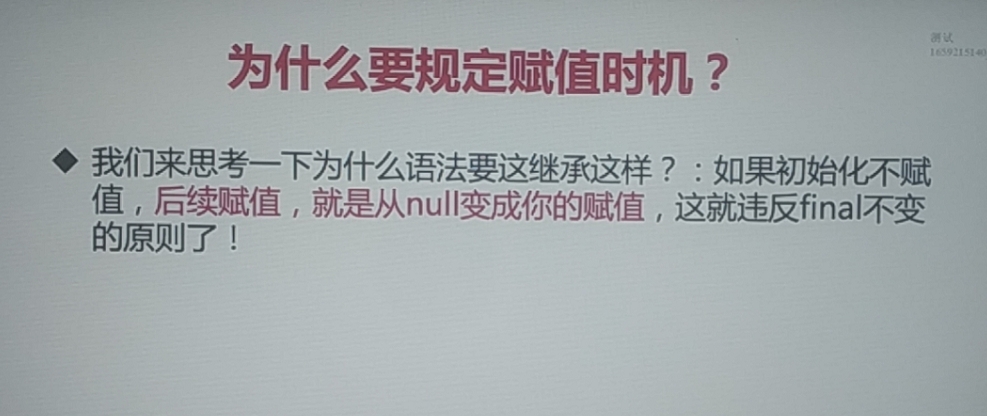 测试
1659215140
为什么要规定赋值时机？
◆ 我们来思考一下为什么语法要这继承这样？：如果初始化不赋
值，后续赋值，就是从null变成你的赋值，这就违反final不变
的原则了！